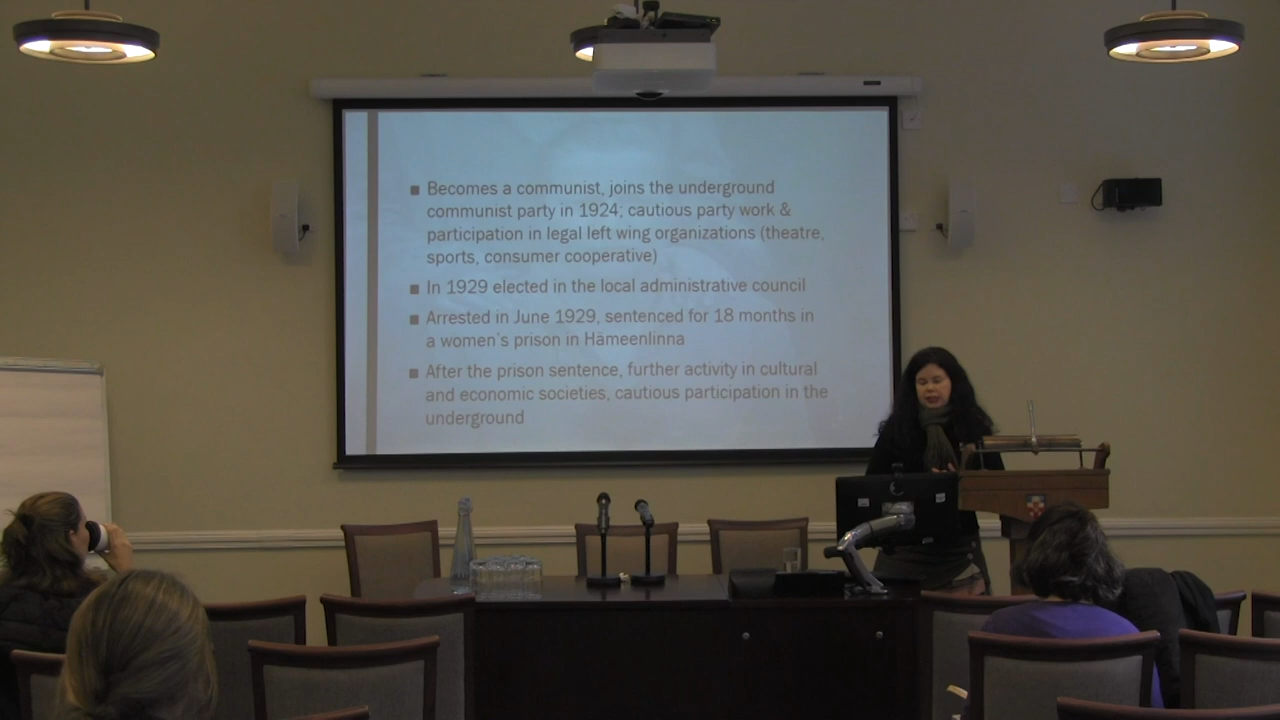 Becomes a communist, joins the underground
communist party in 1924; cautious party work &
participation in legal left wing organizations (theatre,
sports, consumer cooperative)
In 1929 elected in the local administrative council
Arrested in June 1929, sentenced for 18 months in
a women's prison in Hämeenlinna
After the prison sentence, further activity in cultural
and economic societies, cautious participation in the
underground